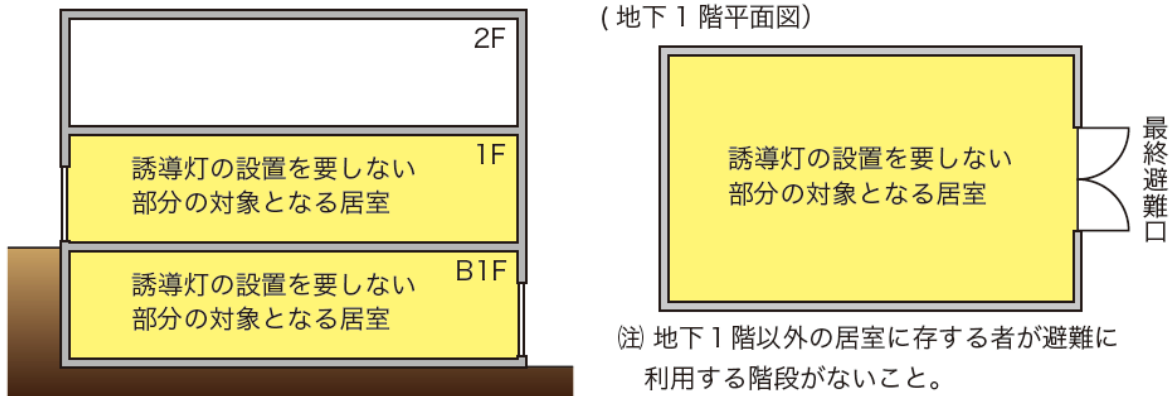 2F
誘導灯の設置を要しない
部分の対象となる居室
1F
誘導灯の設置を要しない
部分の対象となる居室
B1F
(地下1階平面図）
誘導灯の設置を要しない
部分の対象となる居室
最終避難口
㈟ 地下1階以外の居室に存する者が避難に
利用する階段がないこと。